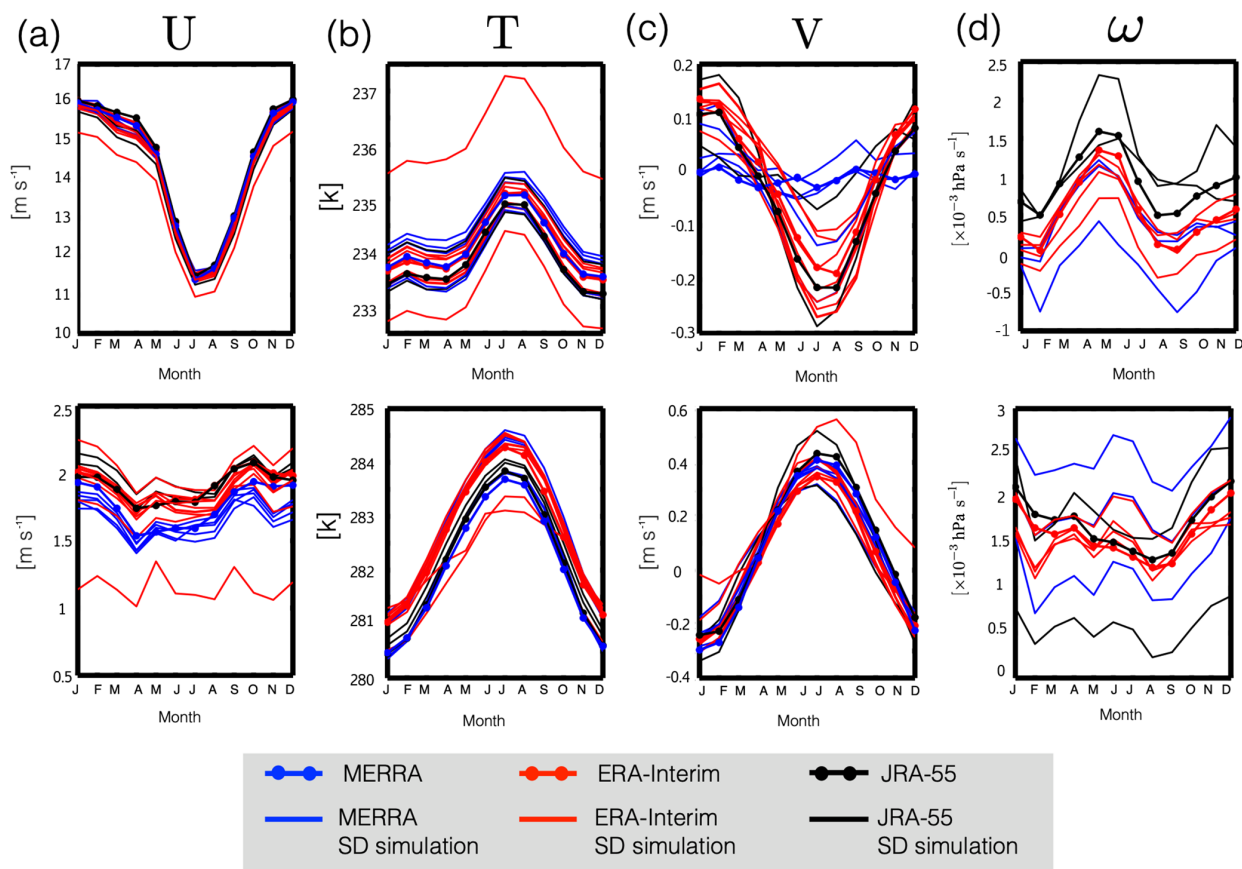 (a) U (b) T (c) V (d) ω
17 16 15 14 13 12 11 10
[m s⁻¹]
J F M A M J J A S O N D
Month
237 236 235 234 233
[k]
J F M A M J J A S O N D
Month
0.2 0.1 0 -0.1 -0.2 -0.3
[m s⁻¹]
J F M A M J J A S O N D
Month
2.5 2 1.5 1 0.5 0 -0.5 -1
[×10⁻³ hPa s⁻¹]
J F M A M J J A S O N D
Month
2.5 2 1.5 1 0.5
[m s⁻¹]
J F M A M J J A S O N D
Month
285 284 283 282 281 280
[k]
J F M A M J J A S O N D
Month
0.6 0.4 0.2 0 -0.2 -0.4
[m s⁻¹]
J F M A M J J A S O N D
Month
3 2.5 2 1.5 1 0.5 0
[×10⁻³ hPa s⁻¹]
J F M A M J J A S O N D
Month
MERRA ERA-Interim JRA-55
MERRA ERA-Interim JRA-55
SD simulation SD simulation SD simulation